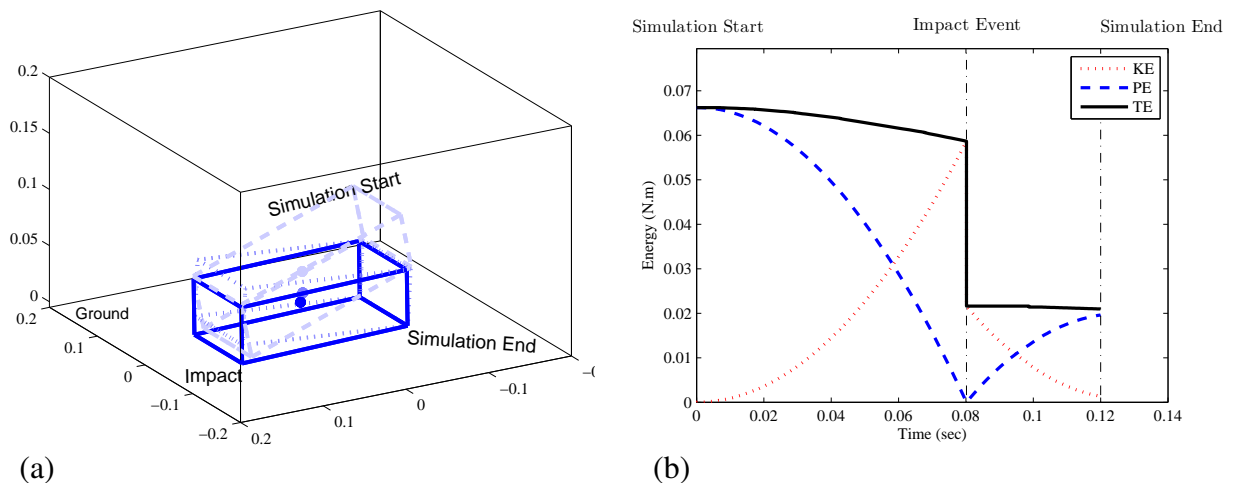 0.2
0.15
0.1
0.05
0
0.2
0.1
0
−0.1
−0.2
0.2
0.1
0
−0.1
Simulation Start
Ground
Impact
Simulation End
(a)
Simulation Start
Impact Event
Simulation End
KE
PE
TE
Energy (N.m)
0.07
0.06
0.05
0.04
0.03
0.02
0.01
0
0
0.02
0.04
0.06
0.08
0.1
0.12
0.14
Time (sec)
(b)